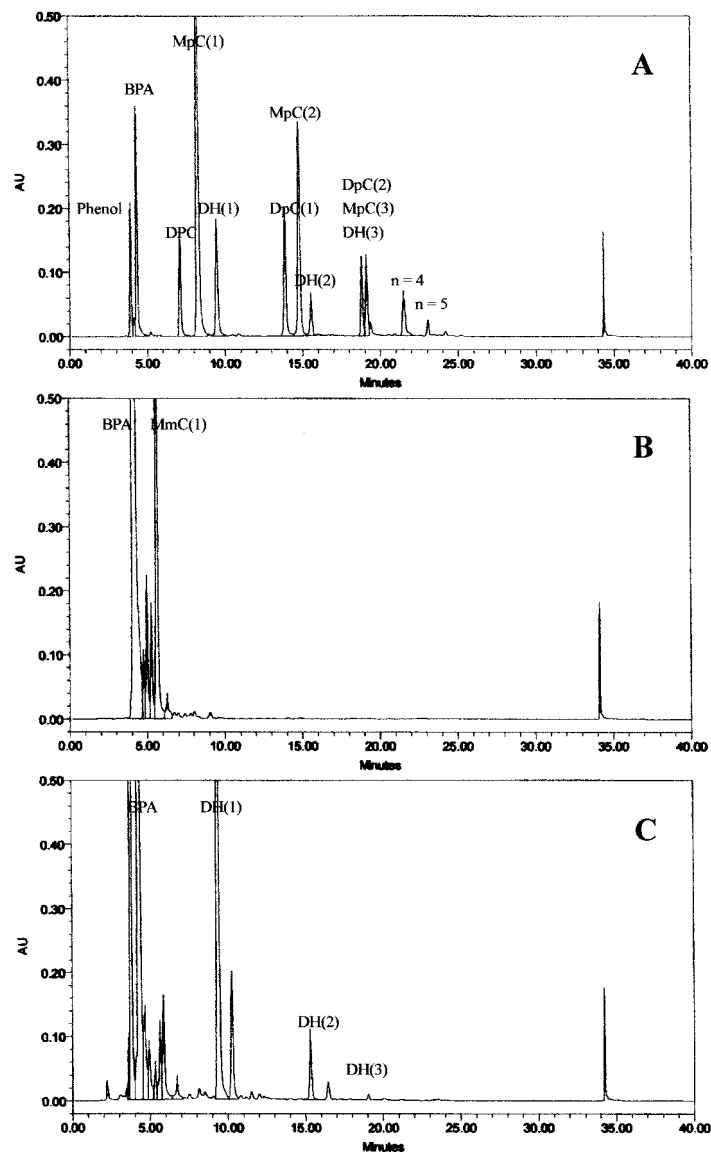 A
0.50
0.40
0.30
0.20
0.10
0.00
AU
MpC(1)
BPA
MpC(2)
DpC(2)
MpC(3)
Phenol
DH(1)
DpC(1)
DPC
DH(3)
DH(2)
n = 4
n = 5
0.00 5.00 10.00 15.00 20.00 25.00 30.00 35.00 40.00
Minutes
B
0.50
0.40
0.30
0.20
0.10
0.00
AU
BPA MmC(1)
0.00 5.00 10.00 15.00 20.00 25.00 30.00 35.00 40.00
Minutes
C
0.50
0.40
0.30
0.20
0.10
0.00
AU
BPA DH(1)
DH(2)
DH(3)
0.00 5.00 10.00 15.00 20.00 25.00 30.00 35.00 40.00
Minutes